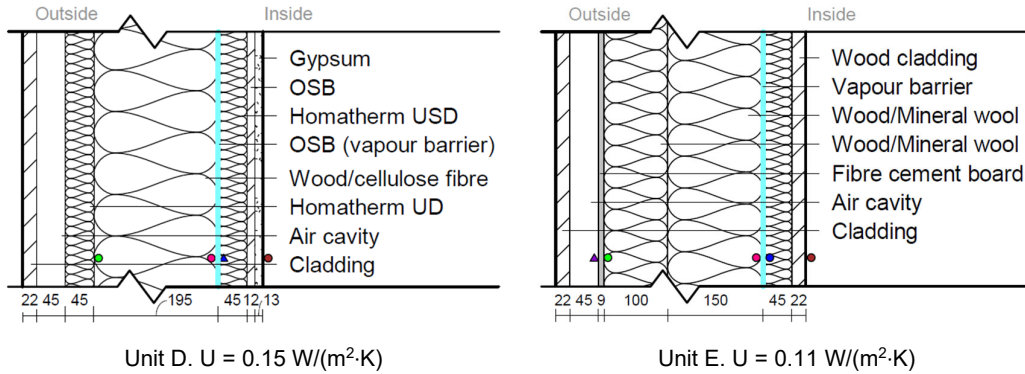 Outside
Inside
Gypsum
OSB
Homatherm USD
OSB (vapour barrier)
Wood/cellulose fibre
Homatherm UD
Air cavity
Cladding
22 45 45 195 45 12,13
Unit D. U = 0.15 W/(m²·K)
Outside
Inside
Wood cladding
Vapour barrier
Wood/Mineral wool
Wood/Mineral wool
Fibre cement board
Air cavity
Cladding
22 45 9 100 150 45 22
Unit E. U = 0.11 W/(m²·K)